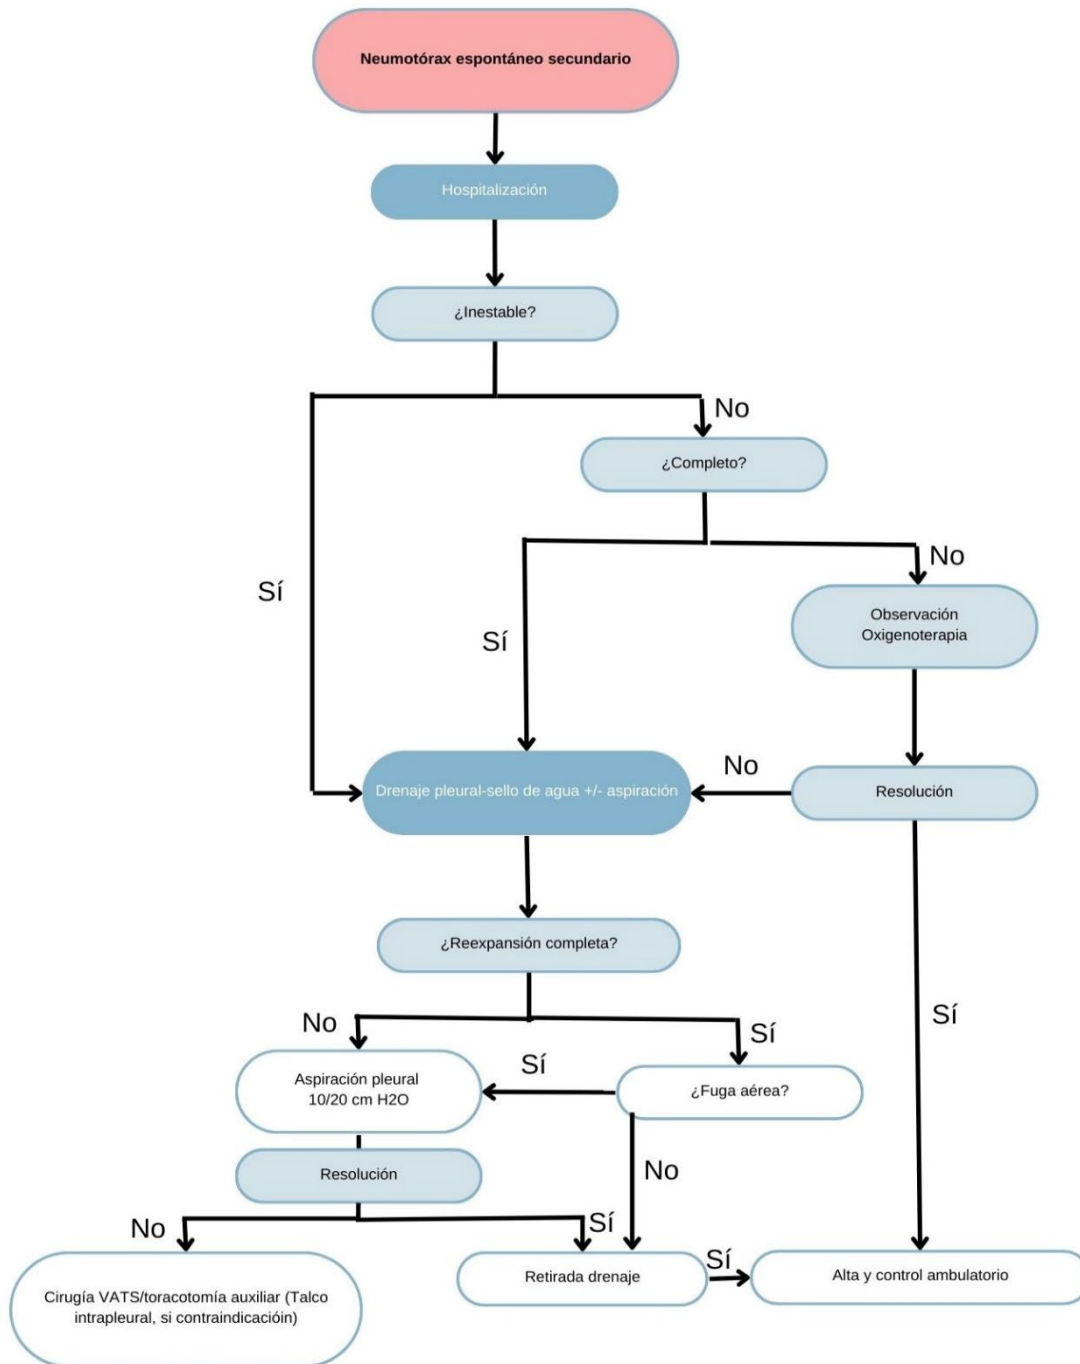 Neumotórax espontáneo secundario
Hospitalización
¿Inestable?
No
¿Completo?
No
Sí
Observación
Oxigenoterapia
Sí
No
Drenaje pleural-sello de agua +/- aspiración
Resolución
¿Reexpansión completa?
Sí
No
Sí
Sí
Aspiración pleural
10/20 cm H2O
¿Fuga aérea?
Resolución
No
No
Sí
Sí
Retirada drenaje
Alta y control ambulatorio
Cirugía VATS/toracotomía auxiliar (Talco
intrapleural, si contraindicacióin)